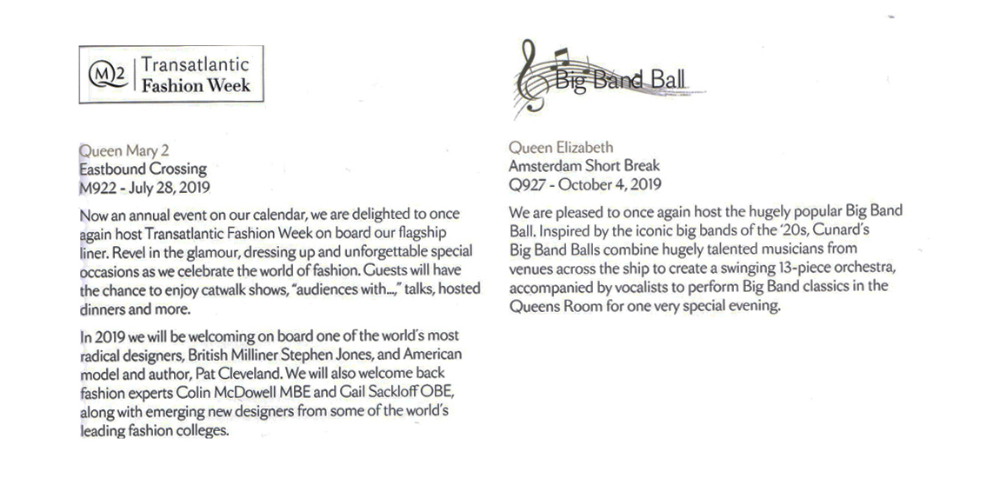 M2 Transatlantic
Fashion Week
Queen Mary 2
Eastbound Crossing
M922 - July 28, 2019
Now an annual event on our calendar, we are delighted to once
again host Transatlantic Fashion Week on board our flagship
liner. Revel in the glamour, dressing up and unforgettable special
occasions as we celebrate the world of fashion. Guests will have
the chance to enjoy catwalk shows, “audiences with...,” talks, hosted
dinners and more.
In 2019 we will be welcoming on board one of the world's most
radical designers, British Milliner Stephen Jones, and American
model and author, Pat Cleveland. We will also welcome back
fashion experts Colin McDowell MBE and Gail Sackloff OBE,
along with emerging new designers from some of the world's
leading fashion colleges.
Big Band Ball
Queen Elizabeth
Amsterdam Short Break
Q927 - October 4, 2019
We are pleased to once again host the hugely popular Big Band
Ball. Inspired by the iconic big bands of the '20s, Cunard's
Big Band Balls combine hugely talented musicians from
venues across the ship to create a swinging 13-piece orchestra,
accompanied by vocalists to perform Big Band classics in the
Queens Room for one very special evening.